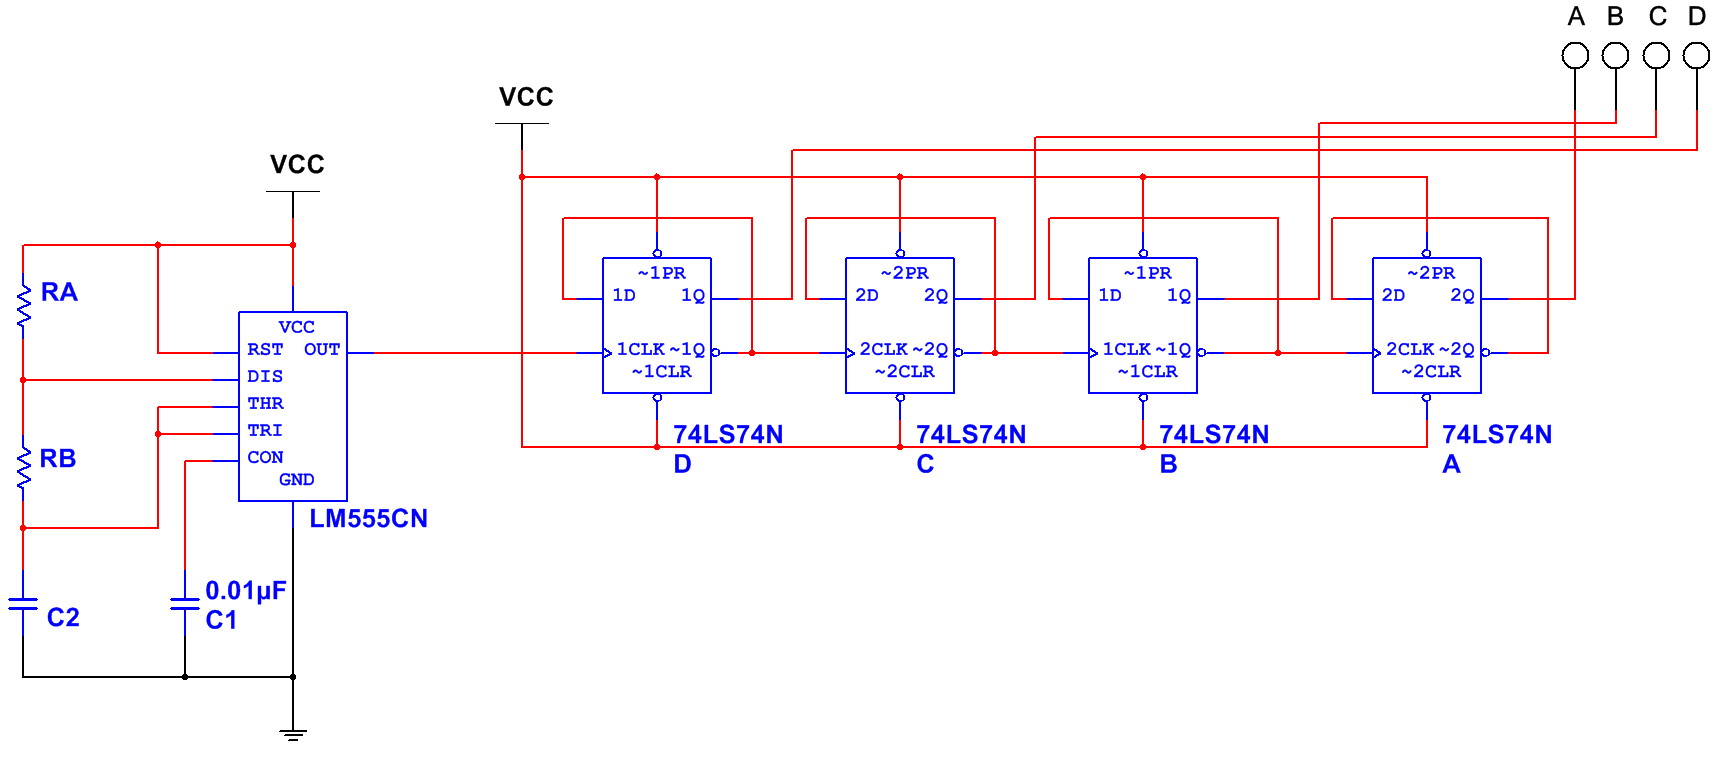 A B C D
VCC
VCC
RA
RB
VCC
RST OUT
DIS
THR
TRI
CON
GND
LM555CN
C2
0.01µF
C1
~1PR
1D 1Q
1CLK ~1Q
~1CLR
74LS74N
D
~2PR
2D 2Q
2CLK ~2Q
~2CLR
74LS74N
C
~1PR
1D 1Q
1CLK ~1Q
~1CLR
74LS74N
B
~2PR
2D 2Q
2CLK ~2Q
~2CLR
74LS74N
A